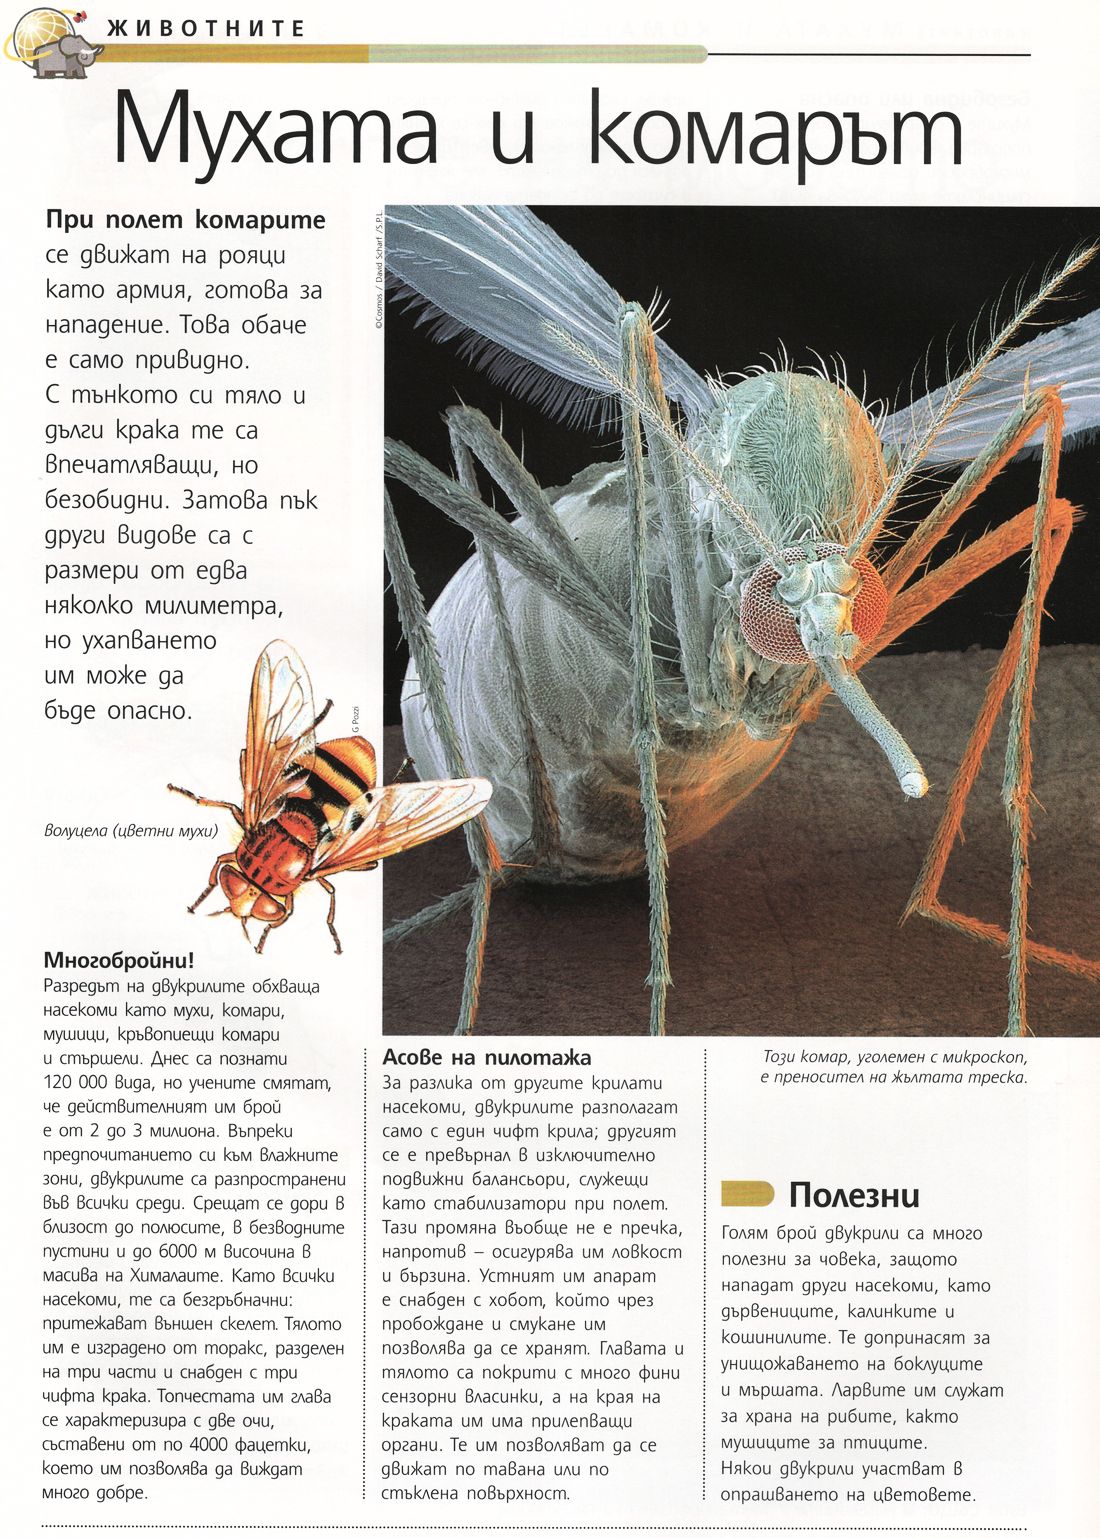 ЖИВОТНИТЕ
Мухата и комарът
При полет комарите
се движат на рояци
като армия, готова за
нападение. Това обаче
е само привидно.
С тънкото си тяло и
дълги крака те са
впечатляващи, но
безобидни. Затова пък
други видове са с
размери от едва
няколко милиметра,
но ухапването
им може да
бъде опасно.
©Cosmos / David Scharf /S.P.L.
G Pozzi
Волуцела (цветни мухи)
Многобройни!
Разредът на двукрилите обхваща
насекоми като мухи, комари,
мушици, кръвопиещи комари
и стършели. Днес са познати
120 000 вида, но учените смятат,
че действителният им брой
е от 2 до 3 милиона. Въпреки
предпочитанието си към влажните
зони, двукрилите са разпространени
във всички среди. Срещат се дори в
близост до полюсите, в безводните
пустини и до 6000 м височина в
масива на Хималаите. Като всички
насекоми, те са безгръбначни:
притежават външен скелет. Тялото
им е изградено от торакс, разделен
на три части и снабден с три
чифта крака. Топчестата им глава
се характеризира с две очи,
съставени от по 4000 фацетки,
което им позволява да виждат
много добре.
Асове на пилотажа
За разлика от другите крилати
насекоми, двукрилите разполагат
само с един чифт крила; другият
се е превърнал в изключително
подвижни балансьори, служещи
като стабилизатори при полет.
Тази промяна въобще не е пречка,
напротив – осигурява им ловкост
и бързина. Устният им апарат
е снабден с хобот, който чрез
пробождане и смукане им
позволява да се хранят. Главата и
тялото са покрити с много фини
сензорни власинки, а на края на
краката им има прилепващи
органи. Те им позволяват да се
движат по тавана или по
стъклена повърхност.
Този комар, уголемен с микроскоп,
е преносител на жълтата треска.
Полезни
Голям брой двукрили са много
полезни за човека, защото
нападат други насекоми, като
дървениците, калинките и
кошинилите. Те допринасят за
унищожаването на боклуците
и мършата. Ларвите им служат
за храна на рибите, както
мушиците за птиците.
Някои двукрили участват в
опрашването на цветовете.